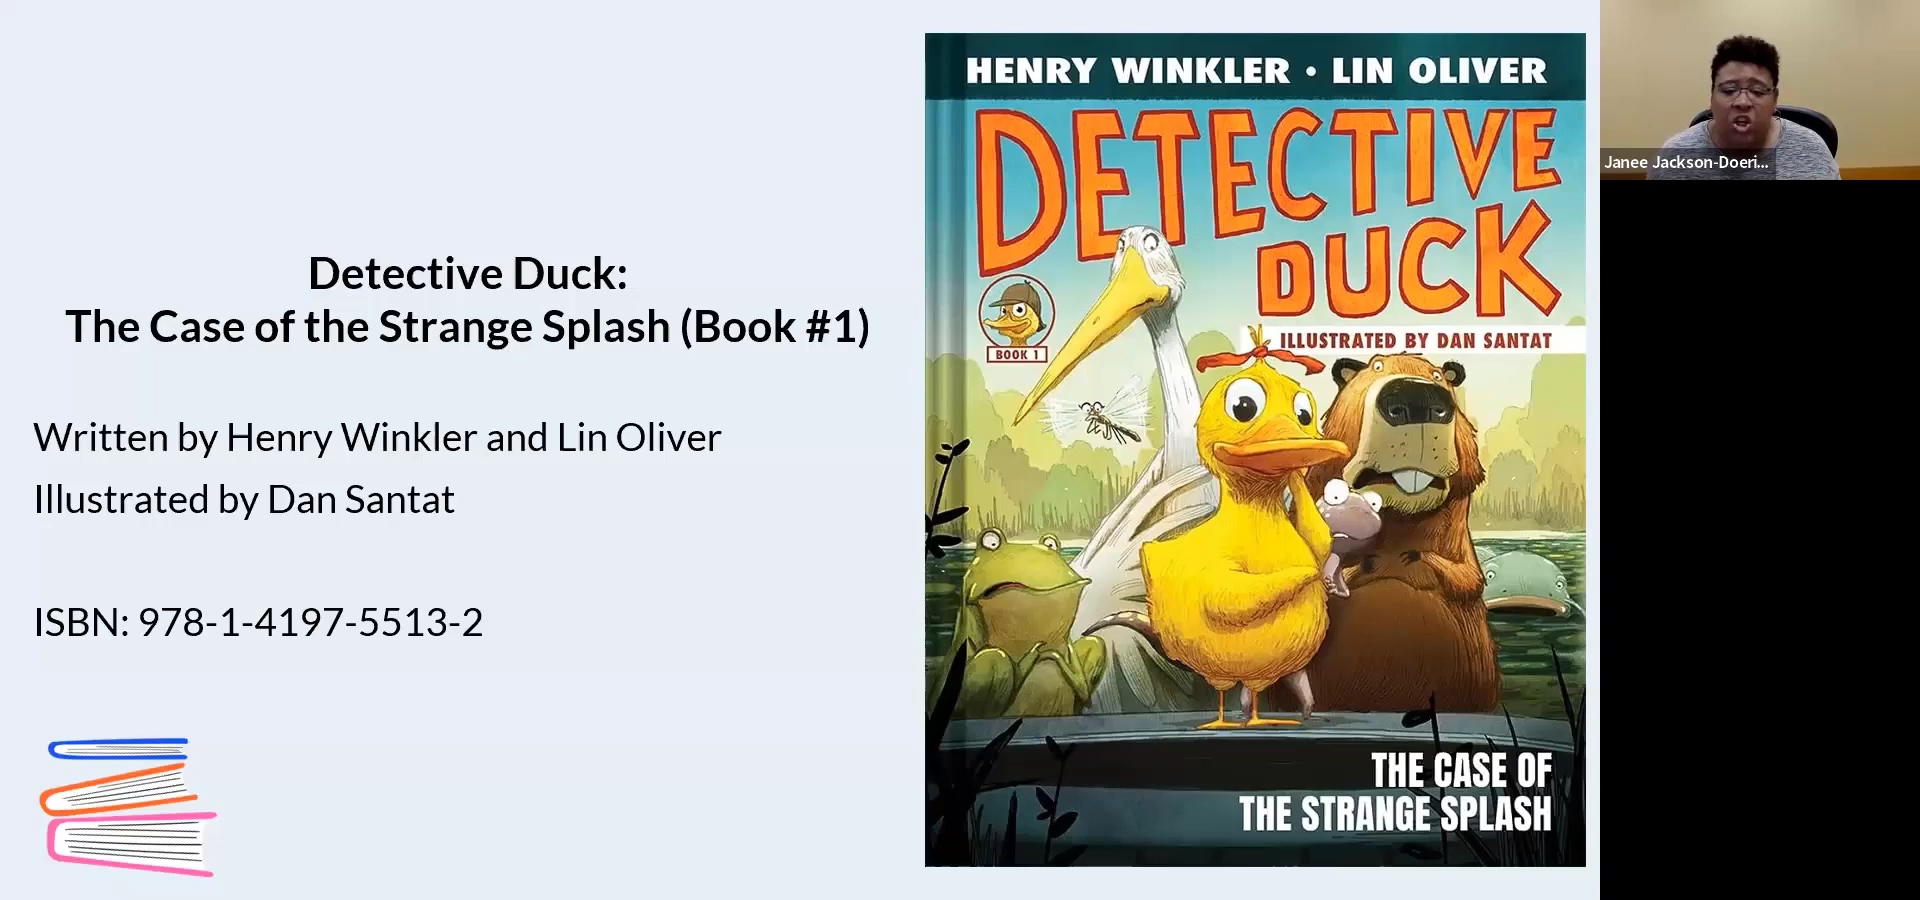 Detective Duck:
The Case of the Strange Splash (Book #1)
Written by Henry Winkler and Lin Oliver
Illustrated by Dan Santat
ISBN: 978-1-4197-5513-2
HENRY WINKLER • LIN OLIVER
DETECTIVE
DUCK
BOOK 1
ILLUSTRATED BY DAN SANTAT
THE CASE OF
THE STRANGE SPLASH
Janee Jackson-Doeri...